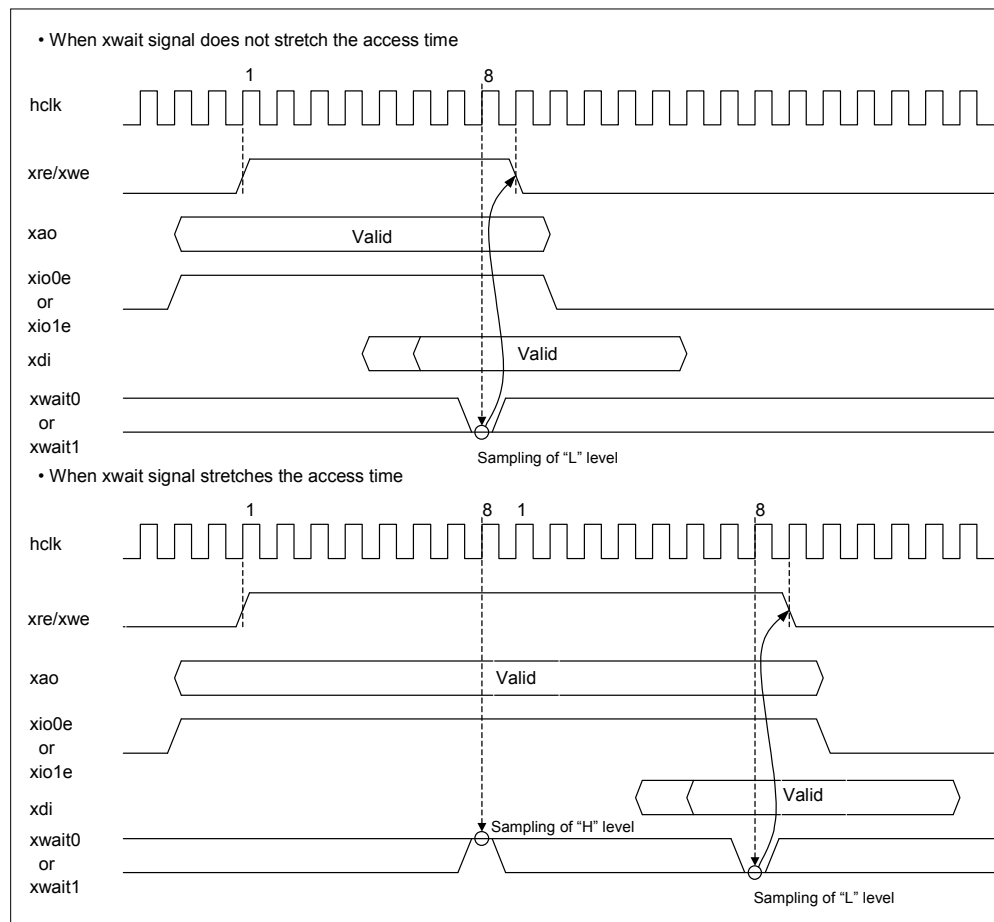 • When xwait signal does not stretch the access time
1 8
hclk
xre/xwe
xao Valid
xio0e
or
xio1e
xdi Valid
xwait0
or
xwait1
Sampling of “L” level
• When xwait signal stretches the access time
1 8 1 8
hclk
xre/xwe
xao Valid
xio0e
or
xio1e
xdi Valid
xwait0 Sampling of “H” level
or
xwait1
Sampling of “L” level